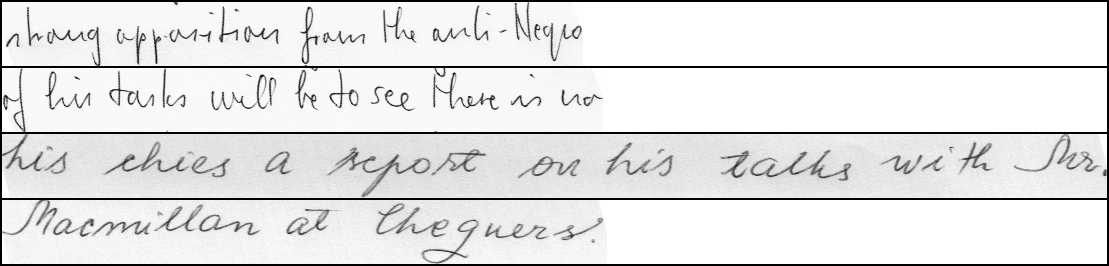 strong opposition from the anti-Negro
of his tasks will be to see there is no
his chies a report on his talks with Mr.
Macmillan at Chequers.